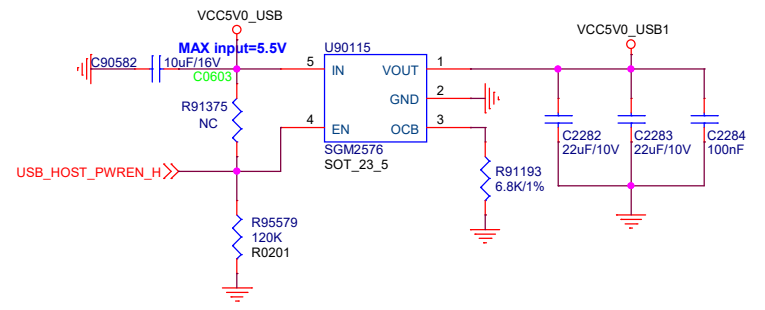 VCC5V0_USB
VCC5V0_USB1
MAX input=5.5V
U90115
C90582
10uF/16V
C0603
5
IN
VOUT
1
GND
2
R91375
NC
4
EN
OCB
3
SGM2576
SOT_23_5
C2282
22uF/10V
C2283
22uF/10V
C2284
100nF
USB_HOST_PWREN_H
R91193
6.8K/1%
R95579
120K
R0201